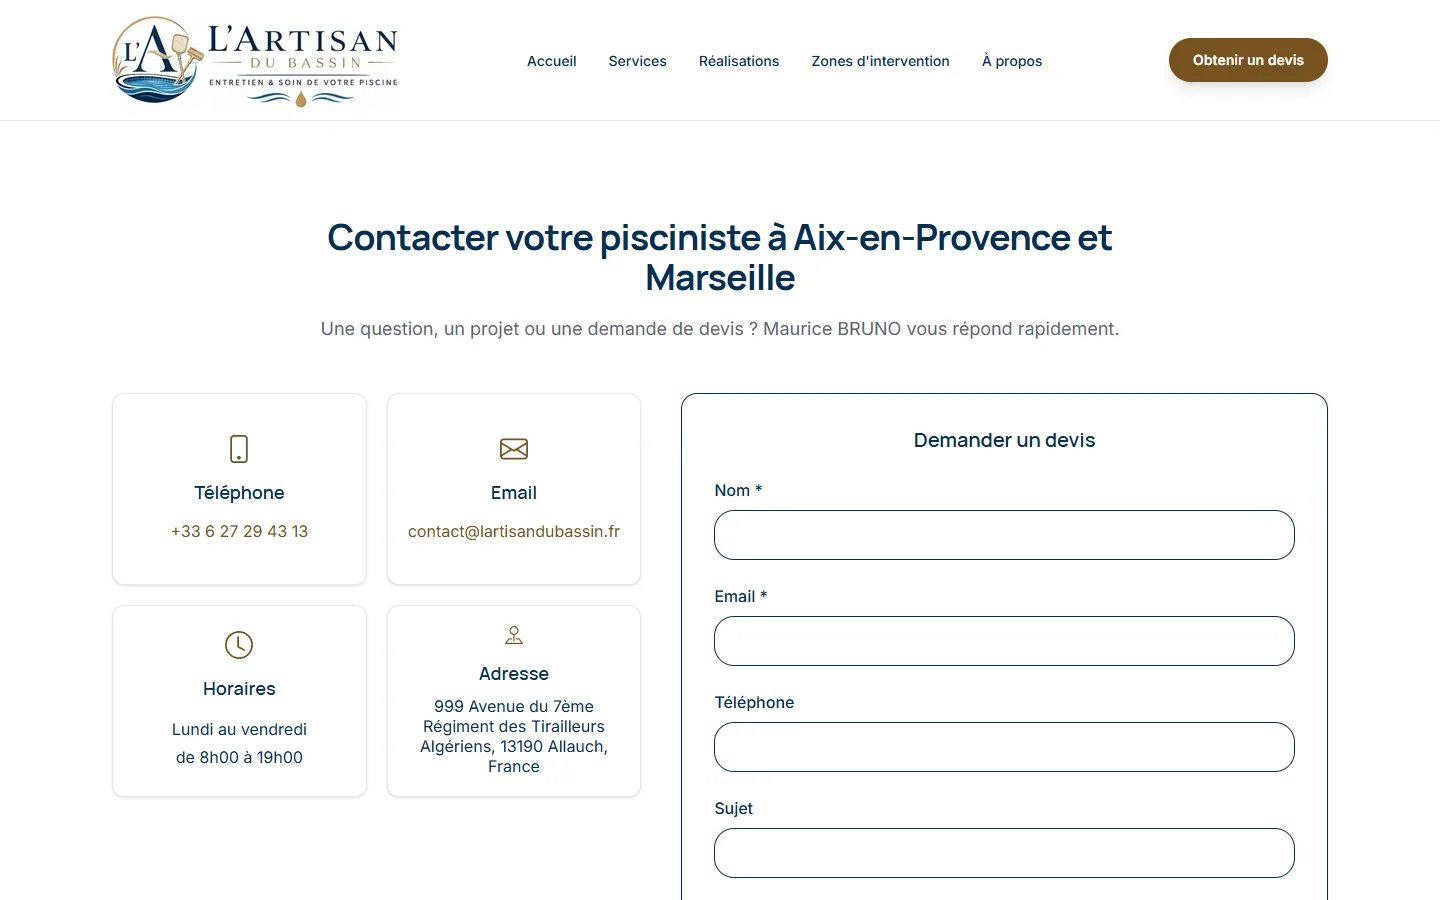 L'A
L'ARTISAN
DU BASSIN
ENTRETIEN & SOIN DE VOTRE PISCINE
Accueil
Services
Réalisations
Zones d'intervention
À propos
Obtenir un devis
Contacter votre pisciniste à Aix-en-Provence et
Marseille
Une question, un projet ou une demande de devis ? Maurice BRUNO vous répond rapidement.
Téléphone
+33 6 27 29 43 13
Email
contact@lartisandubassin.fr
Horaires
Lundi au vendredi
de 8h00 à 19h00
Adresse
999 Avenue du 7ème
Régiment des Tirailleurs
Algériens, 13190 Allauch,
France
Demander un devis
Nom *
Email *
Téléphone
Sujet